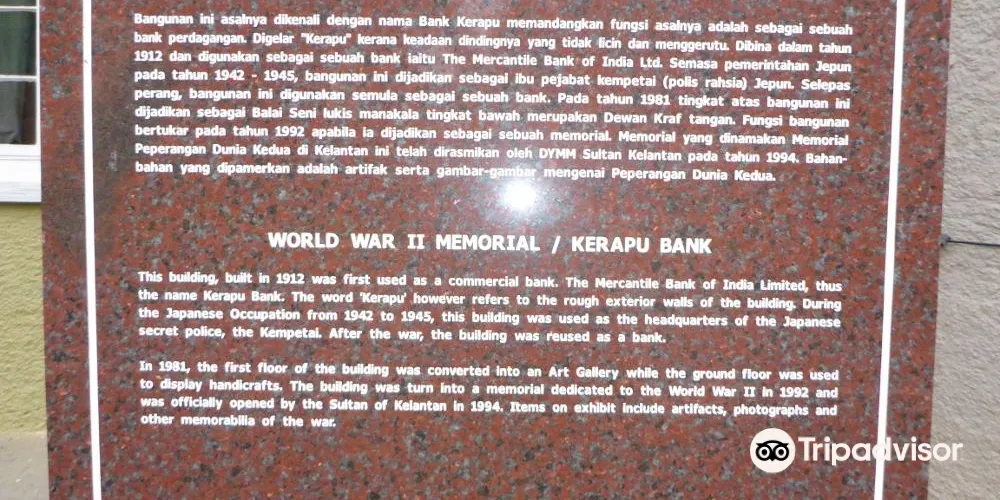 Bangunan ini asalnya dikenali dengan nama Bank Kerapu memandangkan fungsi asalnya adalah sebagai sebuah
bank perdagangan. Digelar "Kerapu" kerana keadaan dindingnya yang tidak licin dan menggerutu. Dibina dalam tahun
1912 dan digunakan sebagai sebuah bank iaitu The Mercantile Bank of India Ltd. Semasa pemerintahan Jepun
pada tahun 1942 - 1945, bangunan ini dijadikan sebagai ibu pejabat kempetai (polis rahsia) Jepun. Selepas
perang, bangunan ini digunakan semula sebagai sebuah bank. Pada tahun 1981 tingkat atas bangunan ini
dijadikan sebagai Balai Seni lukis manakala tingkat bawah merupakan Dewan Kraf tangan. Fungsi bangunan
bertukar pada tahun 1992 apabila ia dijadikan sebagai sebuah memorial. Memorial yang dinamakan Memorial
Peperangan Dunia Kedua di Kelantan ini telah dirasmikan oleh DYMM Sultan Kelantan pada tahun 1994. Bahan-
bahan yang dipamerkan adalah artifak serta gambar-gambar mengenai Peperangan Dunia Kedua.
WORLD WAR II MEMORIAL / KERAPU BANK
This building, built in 1912 was first used as a commercial bank. The Mercantile Bank of India Limited, thus
the name Kerapu Bank. The word 'Kerapu' however refers to the rough exterior walls of the building. During
the Japanese Occupation from 1942 to 1945, this building was used as the headquarters of the Japanese
secret police, the Kempetai. After the war, the building was reused as a bank.
In 1981, the first floor of the building was converted into an Art Gallery while the ground floor was used
to display handicrafts. The building was turn into a memorial dedicated to the World War II in 1992 and
was officially opened by the Sultan of Kelantan in 1994. Items on exhibit include artifacts, photographs and
other memorabilia of the war.
Tripadvisor